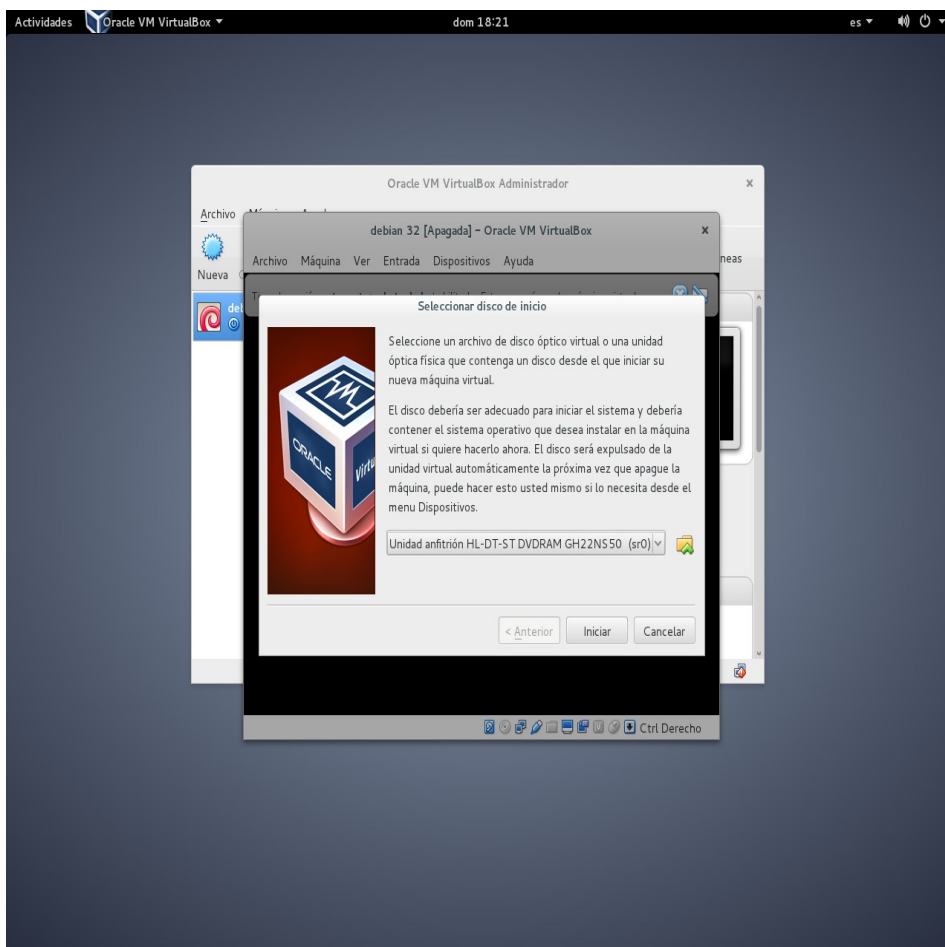 Actividades Oracle VM VirtualBox dom 18:21 es
Oracle VM VirtualBox Administrador x
Archivo
debian 32 [Apagada] – Oracle VM VirtualBox x
Archivo Máquina Ver Entrada Dispositivos Ayuda
neas
Nueva
deb
Seleccionar disco de inicio
Seleccione un archivo de disco óptico virtual o una unidad
óptica física que contenga un disco desde el que iniciar su
nueva máquina virtual.
El disco debería ser adecuado para iniciar el sistema y debería
contener el sistema operativo que desea instalar en la máquina
virtual si quiere hacerlo ahora. El disco será expulsado de la
unidad virtual automáticamente la próxima vez que apague la
máquina, puede hacer esto usted mismo si lo necesita desde el
menu Dispositivos.
ORACLE
Virtu
Unidad anfitrión HL-DT-ST DVDRAM GH22NS50 (sr0)
< Anterior Iniciar Cancelar
Ctrl Derecho